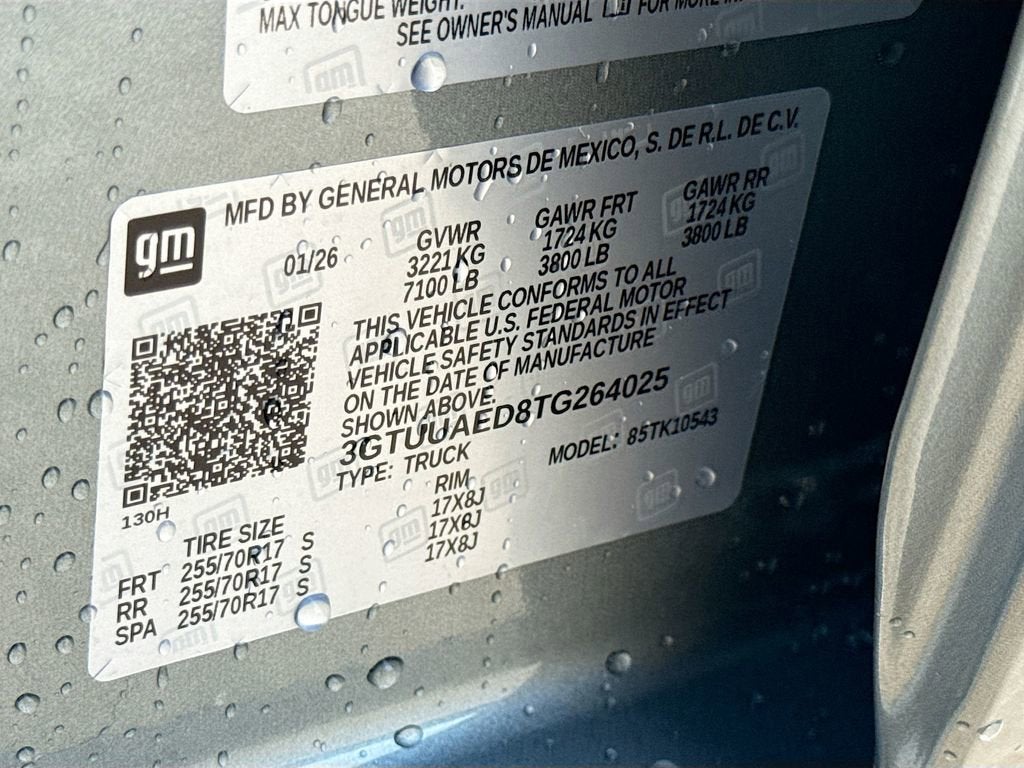 MAX TONGUE WEIGHT:
SEE OWNER'S MANUAL FOR MORE
MFD BY GENERAL MOTORS DE MEXICO, S. DE R.L. DE C.V.
gm
01/26
GVWR GAWR FRT GAWR RR
3221 KG 1724 KG 1724 KG
7100 LB 3800 LB 3800 LB
THIS VEHICLE CONFORMS TO ALL
APPLICABLE U.S. FEDERAL MOTOR
VEHICLE SAFETY STANDARDS IN EFFECT
ON THE DATE OF MANUFACTURE
SHOWN ABOVE.
3GTUUAED8TG264025
TYPE: TRUCK MODEL: 85TK10543
130H
TIRE SIZE RIM
FRT 255/70R17 S 17X8J
RR 255/70R17 S 17X8J
SPA 255/70R17 S 17X8J